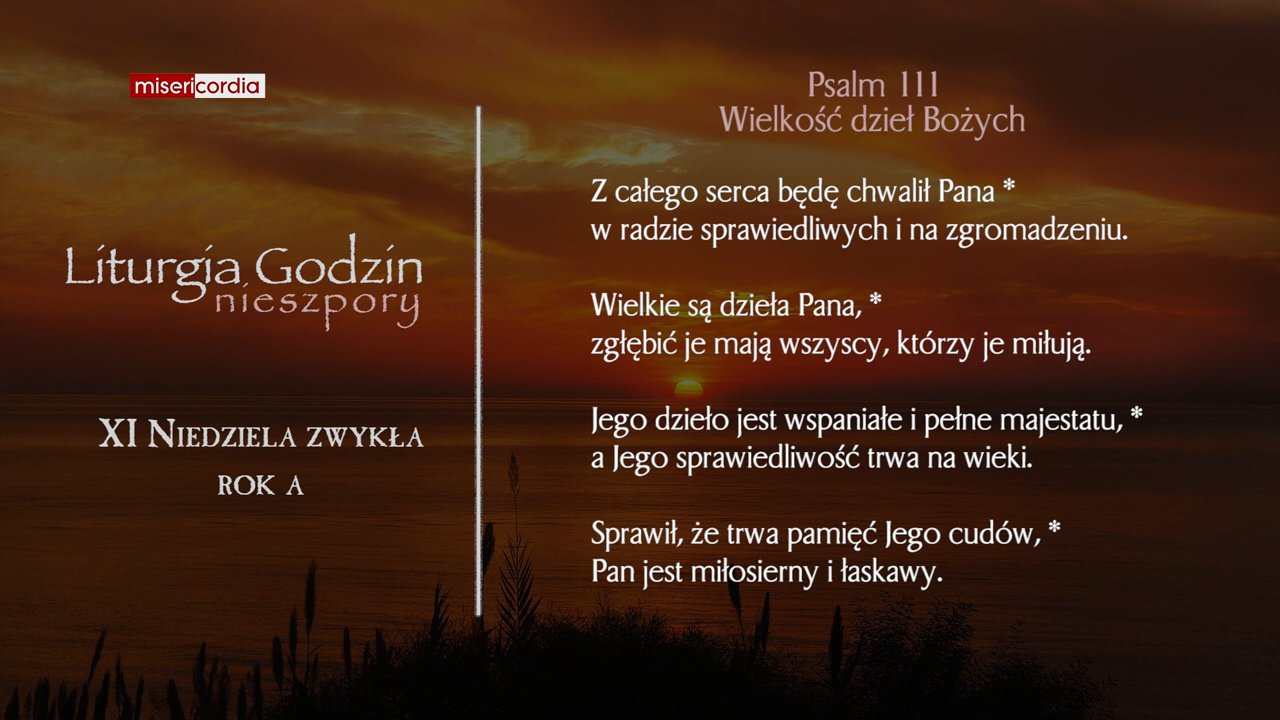 misericordia
Liturgia Godzin
nieszpory
XI Niedziela zwykła
rok A
Psalm 111
Wielkość dzieł Bożych
Z całego serca będę chwalił Pana *
w radzie sprawiedliwych i na zgromadzeniu.
Wielkie są dzieła Pana, *
zgłębić je mają wszyscy, którzy je miłują.
Jego dzieło jest wspaniałe i pełne majestatu, *
a Jego sprawiedliwość trwa na wieki.
Sprawił, że trwa pamięć Jego cudów, *
Pan jest miłosierny i łaskawy.